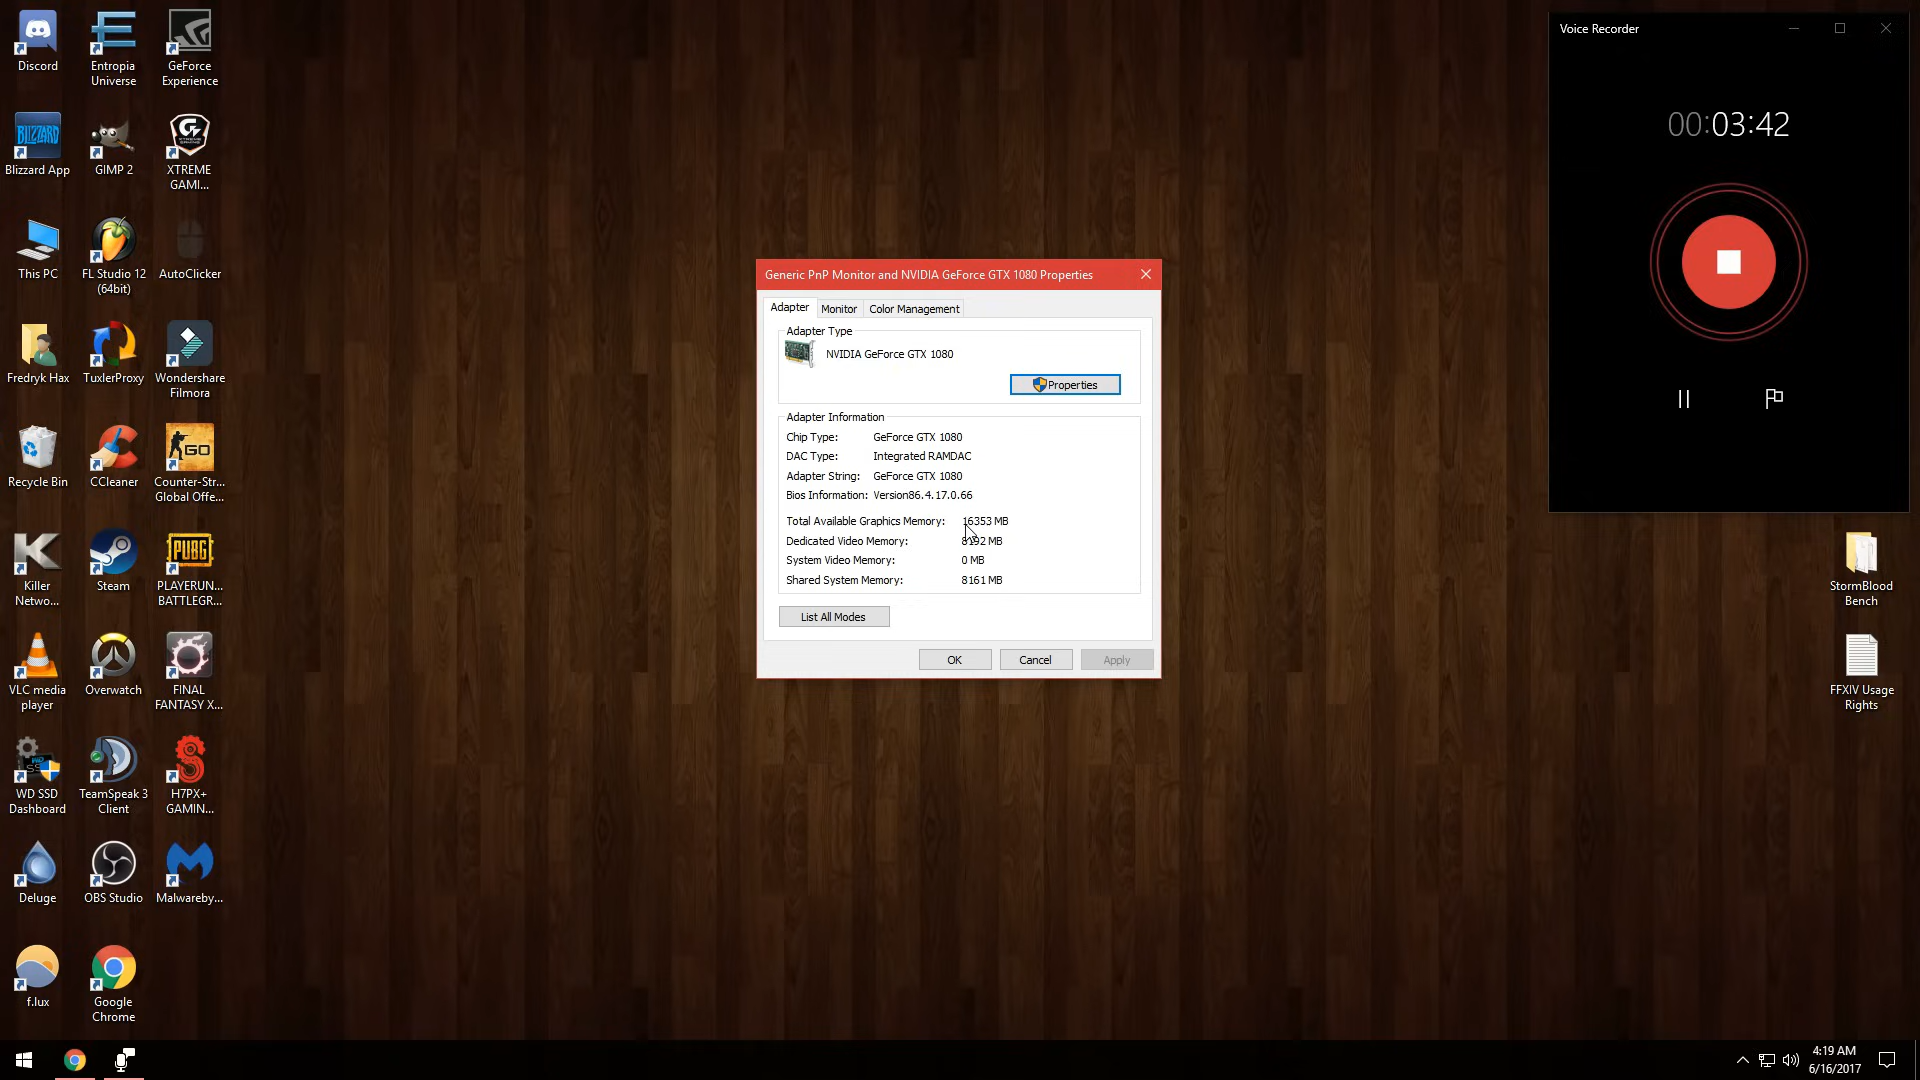 Discord
Entropia
Universe
GeForce
Experience
BLIZZARD
Blizzard App
GIMP 2
XTREME
GAMI...
This PC
FL Studio 12
(64bit)
AutoClicker
Fredryk Hax
TuxlerProxy
Wondershare
Filmora
Recycle Bin
CCleaner
GO
Counter-Str...
Global Offe...
Killer
Netwo...
Steam
PUBG
PLAYERUN...
BATTLEGR...
VLC media
player
Overwatch
FINAL
FANTASY X...
WD SSD
Dashboard
TeamSpeak 3
Client
H7PX+
GAMIN...
Deluge
OBS Studio
Malwareby...
f.lux
Google
Chrome
Generic PnP Monitor and NVIDIA GeForce GTX 1080 Properties
Adapter
Monitor
Color Management
Adapter Type
NVIDIA GeForce GTX 1080
Properties
Adapter Information
Chip Type: GeForce GTX 1080
DAC Type: Integrated RAMDAC
Adapter String: GeForce GTX 1080
Bios Information: Version86.4.17.0.66
Total Available Graphics Memory: 16353 MB
Dedicated Video Memory: 8192 MB
System Video Memory: 0 MB
Shared System Memory: 8161 MB
List All Modes
OK
Cancel
Apply
Voice Recorder
00:03:42
StormBlood
Bench
FFXIV Usage
Rights
4:19 AM
6/16/2017